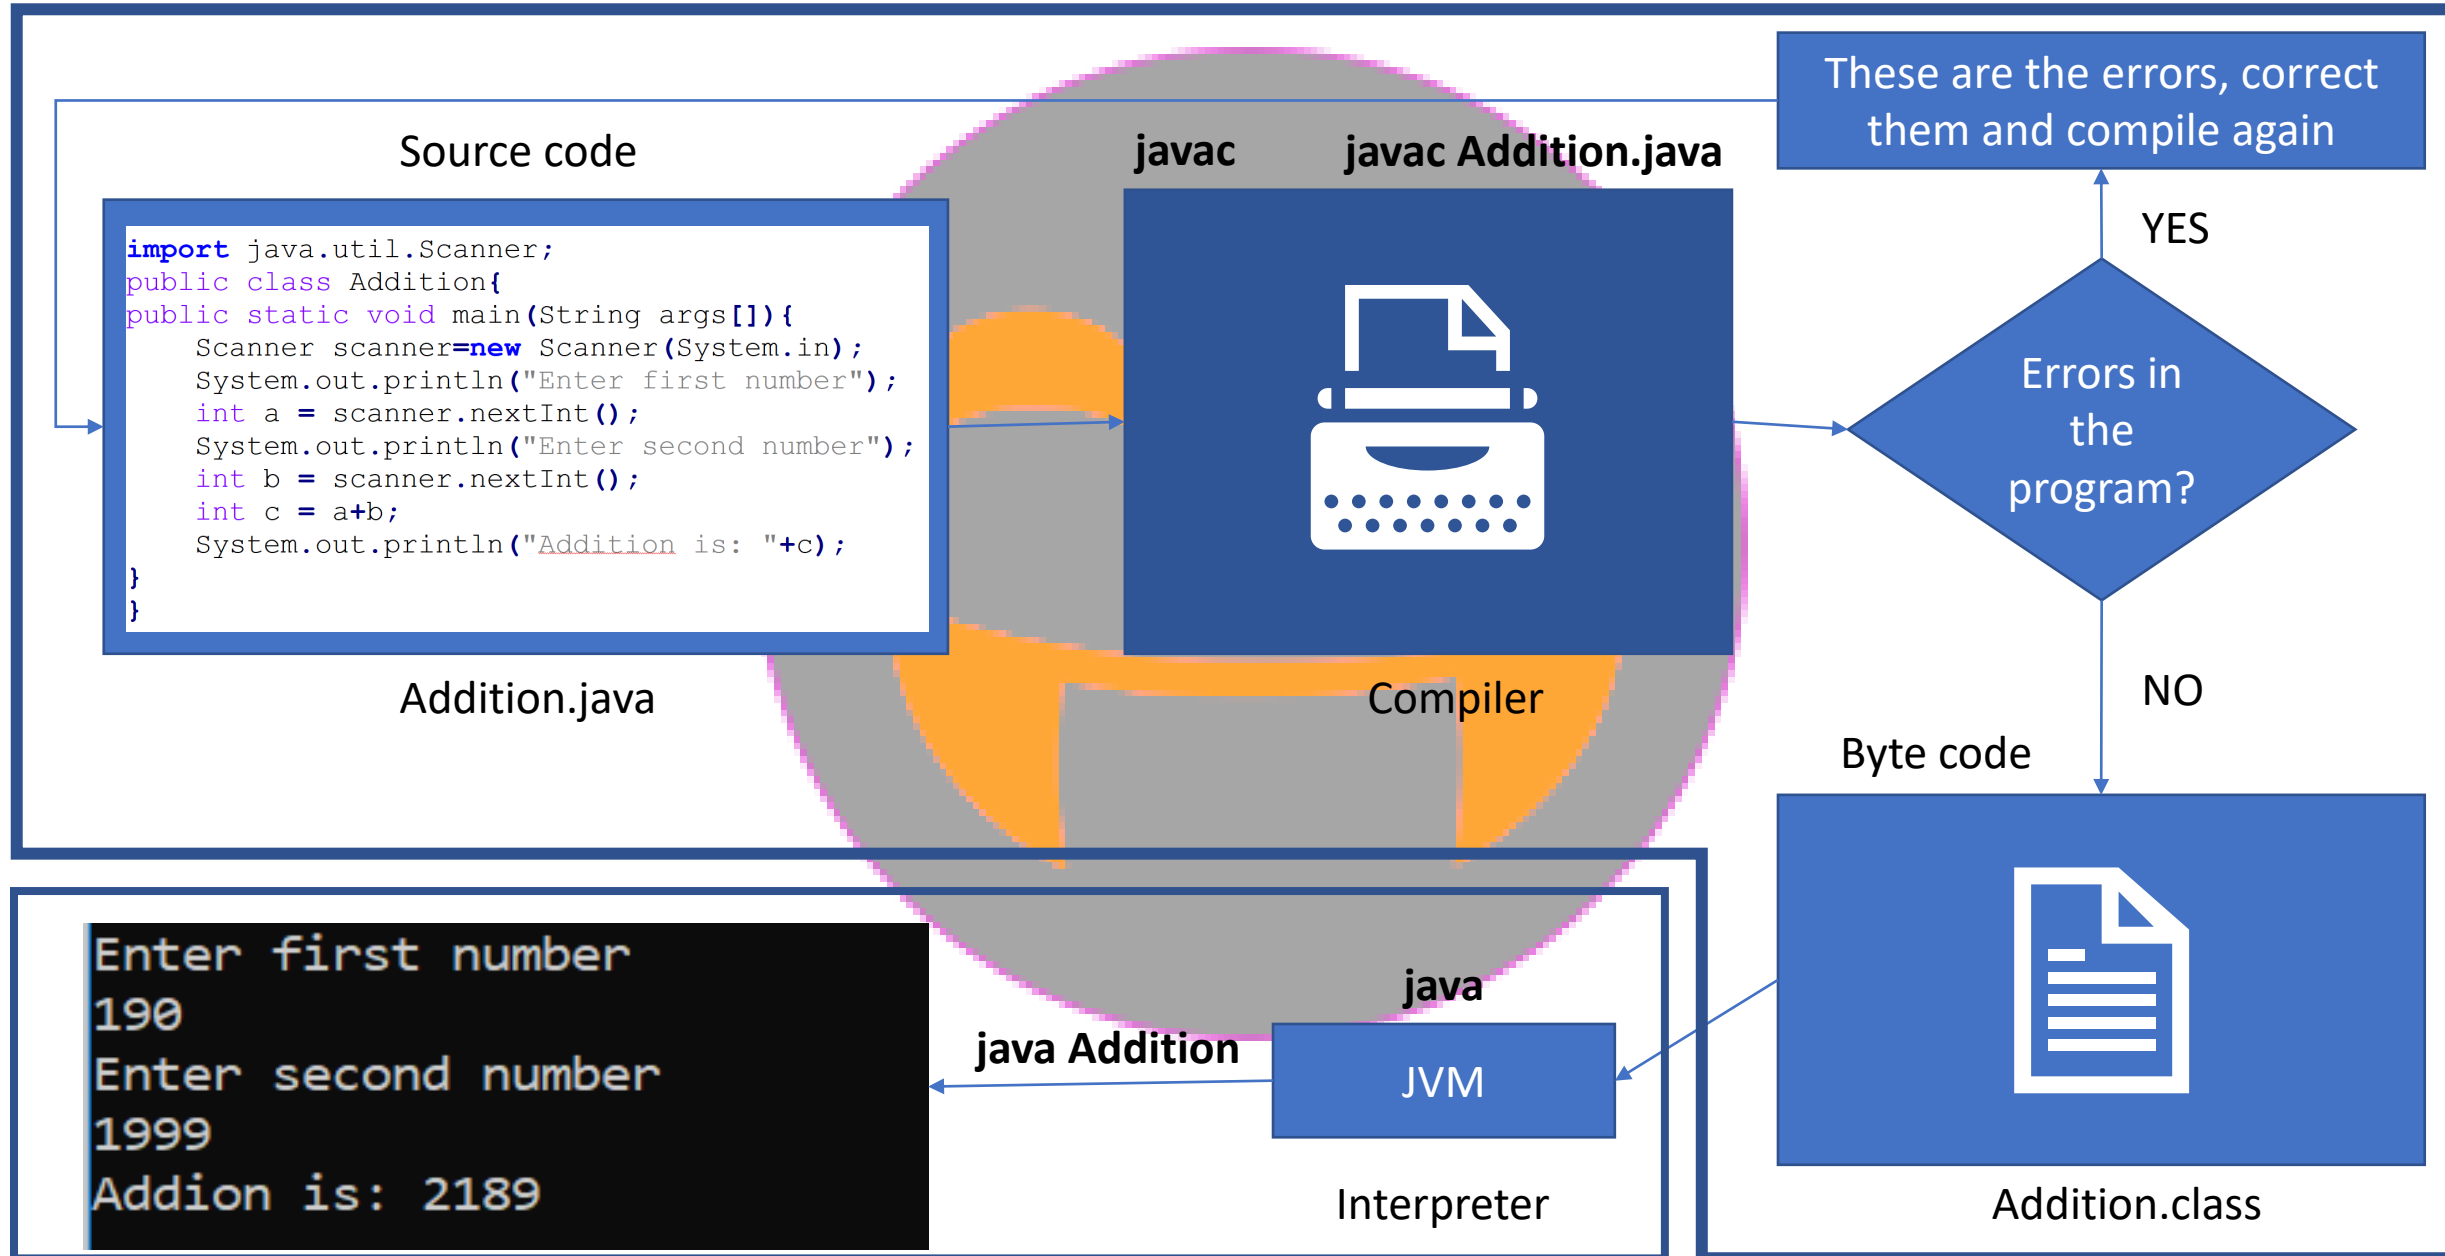 These are the errors, correct
them and compile again
Source code
javac
javac Addition.java
YES
import java.util.Scanner;
public class Addition{
public static void main(String args[]){
    Scanner scanner=new Scanner(System.in);
    System.out.println("Enter first number");
    int a = scanner.nextInt();
    System.out.println("Enter second number");
    int b = scanner.nextInt();
    int c = a+b;
    System.out.println("Addition is: "+c);
}
}
Errors in
the
program?
Addition.java
Compiler
NO
Byte code
Enter first number
190
Enter second number
1999
Addion is: 2189
java
java Addition
JVM
Interpreter
Addition.class